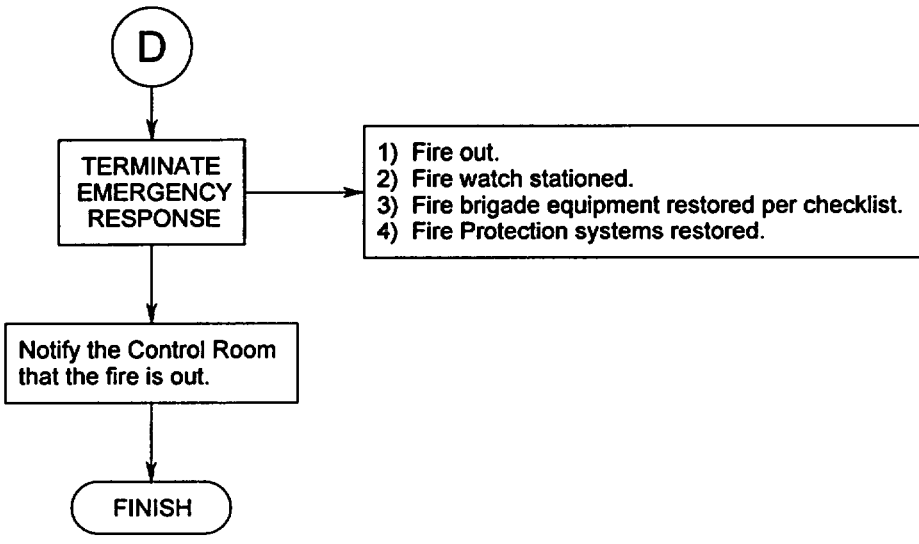 D
TERMINATE
EMERGENCY
RESPONSE
1) Fire out.
2) Fire watch stationed.
3) Fire brigade equipment restored per checklist.
4) Fire Protection systems restored.
Notify the Control Room
that the fire is out.
FINISH